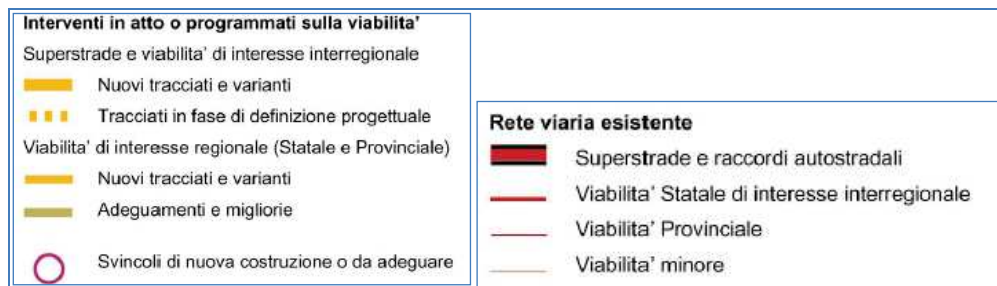 Interventi in atto o programmati sulla viabilita'
Superstrade e viabilita' di interesse interregionale
Nuovi tracciati e varianti
Tracciati in fase di definizione progettuale
Viabilita' di interesse regionale (Statale e Provinciale)
Nuovi tracciati e varianti
Adeguamenti e migliorie
Svincoli di nuova costruzione o da adeguare
Rete viaria esistente
Superstrade e raccordi autostradali
Viabilita' Statale di interesse interregionale
Viabilita' Provinciale
Viabilita' minore